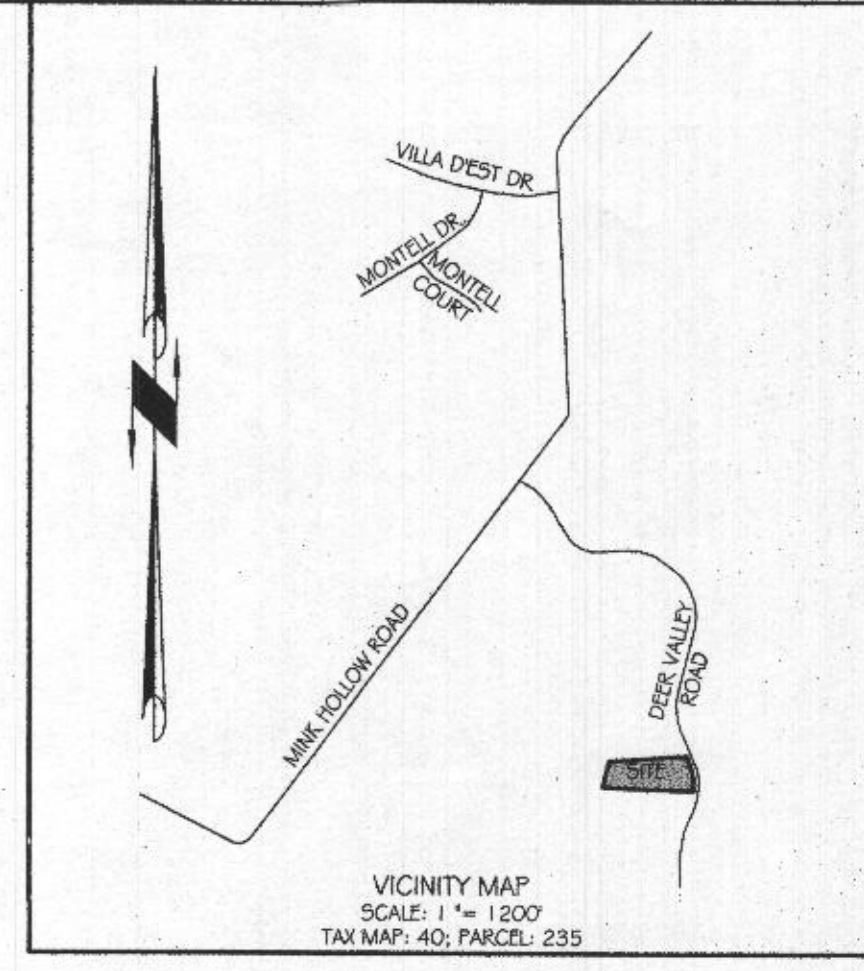 VILLA D'EST DR
MONTELL DR.
MONTELL
COURT
MINK HOLLOW ROAD
DEER VALLEY
ROAD
SITE
VICINITY MAP
SCALE: 1 "= 1200'
TAX MAP: 40; PARCEL: 235